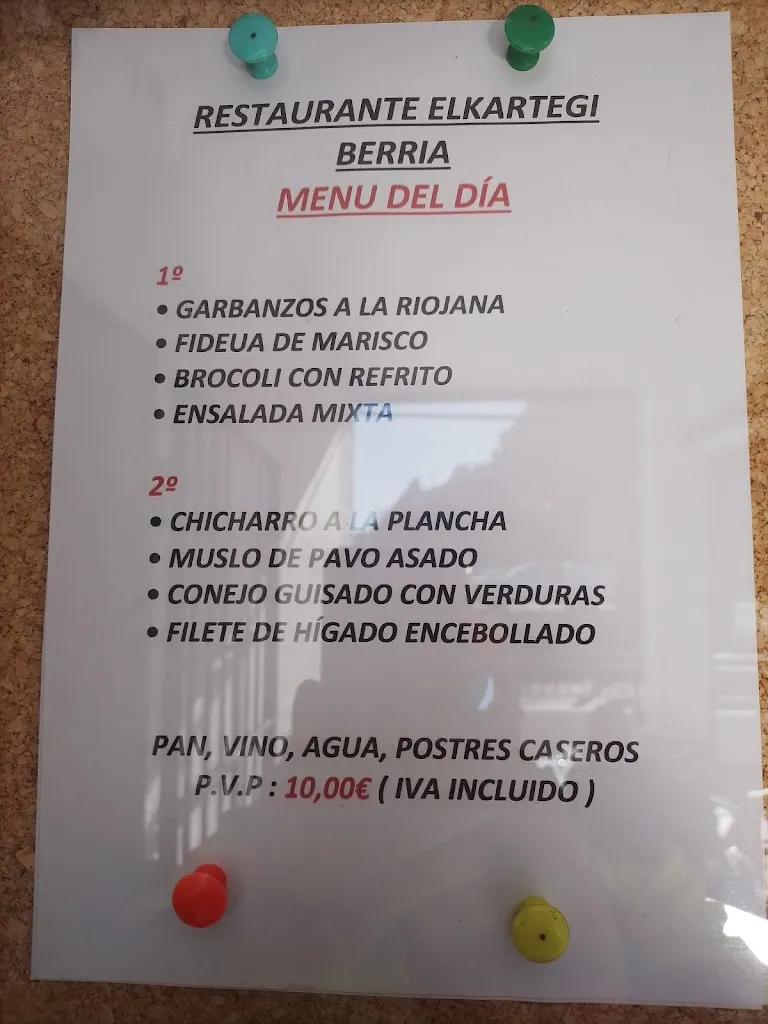 RESTAURANTE ELKARTEGI
BERRIA
MENU DEL DÍA
1º
• GARBANZOS A LA RIOJANA
• FIDEUA DE MARISCO
• BROCOLI CON REFRITO
• ENSALADA MIXTA
2º
• CHICHARRO A LA PLANCHA
• MUSLO DE PAVO ASADO
• CONEJO GUISADO CON VERDURAS
• FILETE DE HÍGADO ENCEBOLLADO
PAN, VINO, AGUA, POSTRES CASEROS
P.V.P : 10,00€ ( IVA INCLUIDO )